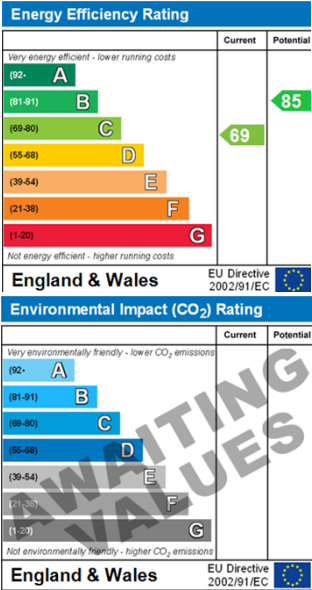 Energy Efficiency Rating
Current Potential
Very energy efficient - lower running costs
(92- A
(81-91) B
(69-80) C
(55-68) D
(39-54) E
(21-38) F
(1-20) G
85
69
Not energy efficient - higher running costs
England & Wales
EU Directive
2002/91/EC
Environmental Impact (CO₂) Rating
Current Potential
Very environmentally friendly - lower CO₂ emissions
(92- A
(81-91) B
(69-80) C
(55-68) D
(39-54) E
(21-38) F
(1-20) G
AWAITING
VALUES
Not environmentally friendly - higher CO₂ emissions
England & Wales
EU Directive
2002/91/EC